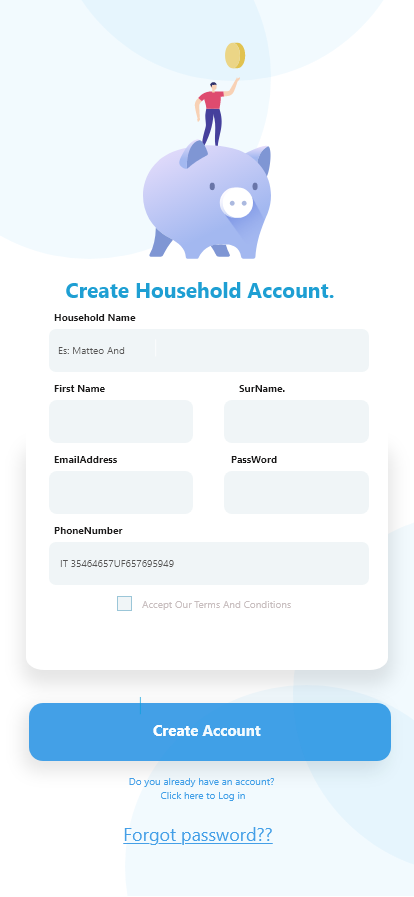 Create Household Account.
Household Name
Es: Matteo And
First Name
SurName.
EmailAddress
PassWord
PhoneNumber
IT 35464657UF657695949
Accept Our Terms And Conditions
Create Account
Do you already have an account?
Click here to Log in
Forgot password??